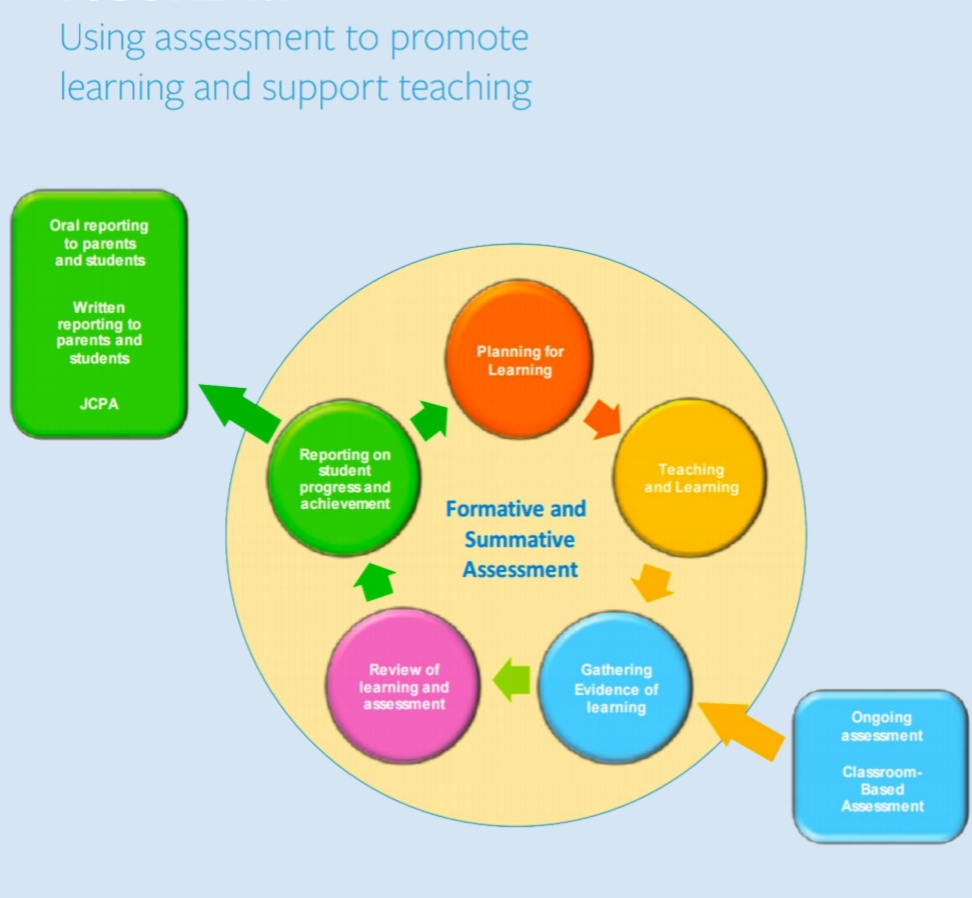 Using assessment to promote
learning and support teaching
Oral reporting
to parents
and students
Written
reporting to
parents and
students
JCPA
Planning for
Learning
Teaching
and Learning
Reporting on
student
progress and
achievement
Formative and
Summative
Assessment
Review of
learning and
assessment
Gathering
Evidence of
learning
Ongoing
assessment
Classroom-
Based
Assessment